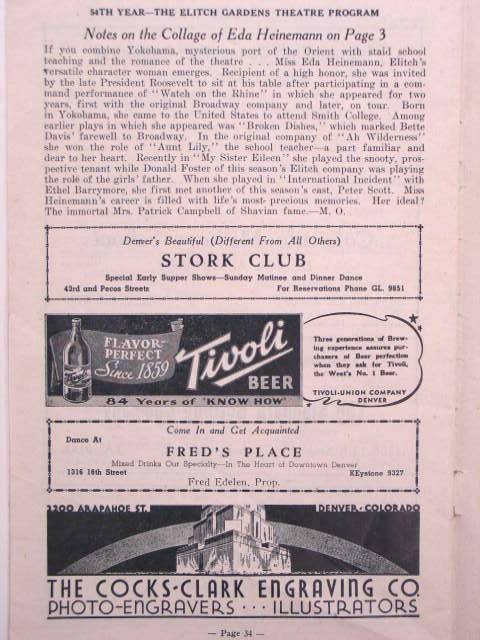 54TH YEAR—THE ELITCH GARDENS THEATRE PROGRAM
Notes on the Collage of Eda Heinemann on Page 3
If you combine Yokohama, mysterious port of the Orient with staid school
teaching and the romance of the theatre . . . Miss Eda Heinemann, Elitch's
versatile character woman emerges. Recipient of a high honor, she was invited
by the late President Roosevelt to sit at his table after participating in a com-
mand performance of "Watch on the Rhine" in which she appeared for two
years, first with the original Broadway company and later, on tour. Born
in Yokohama, she came to the United States to attend Smith College. Among
earlier plays in which she appeared was "Broken Dishes," which marked Bette
Davis' farewell to Broadway. In the original company of "Ah Wilderness"
she won the role of "Aunt Lily," the school teacher—a part familiar and
dear to her heart. Recently in "My Sister Eileen" she played the snooty, pros-
pective tenant while Donald Foster of this season's Elitch company was playing
the role of the girls' father. When she played in "International Incident" with
Ethel Barrymore, she first met another of this season's cast, Peter Scott. Miss
Heinemann's career is filled with life's most precious memories. Her ideal?
The immortal Mrs. Patrick Campbell of Shavian fame.—M. O.
Denver's Beautiful (Different From All Others)
STORK CLUB
Special Early Supper Shows—Sunday Matinee and Dinner Dance
43rd and Pecos Streets For Reservations Phone GL. 9851
FLAVOR-
PERFECT
Since 1859
Tivoli
BEER
84 Years of 'KNOW HOW'
Three generations of Brew-
ing experience assures pur-
chasers of Beer perfection
when they ask for Tivoli,
the West's No. 1 Beer.
TIVOLI-UNION COMPANY
DENVER
Come In and Get Acquainted
Dance At
FRED'S PLACE
Mixed Drinks Our Specialty—In The Heart of Downtown Denver
1316 16th Street KEystone 9327
Fred Edelen, Prop.
2200 ARAPAHOE ST. DENVER-COLORADO
THE COCKS-CLARK ENGRAVING CO.
PHOTO-ENGRAVERS ··· ILLUSTRATORS
— Page 34 —